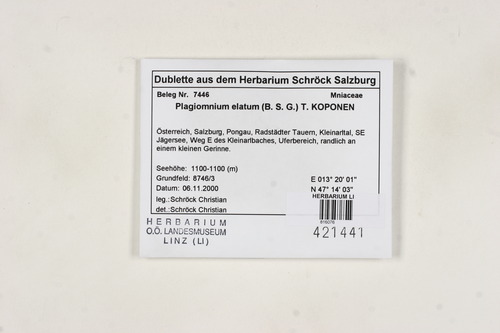 Dublette aus dem Herbarium Schröck Salzburg
Beleg Nr. 7446 Mniaceae
Plagiomnium elatum (B. S. G.) T. KOPONEN
Österreich, Salzburg, Pongau, Radstädter Tauern, Kleinarltal, SE
Jägersee, Weg E des Kleinarlbaches, Uferbereich, randlich an
einem kleinen Gerinne.
Seehöhe: 1100-1100 (m)
Grundfeld: 8746/3 E 013° 20' 01"
Datum: 06.11.2000 N 47° 14' 03"
leg.: Schröck Christian HERBARIUM LI
det.: Schröck Christian
HERBARIUM
O.Ö. LANDESMUSEUM
LINZ (LI)
421441